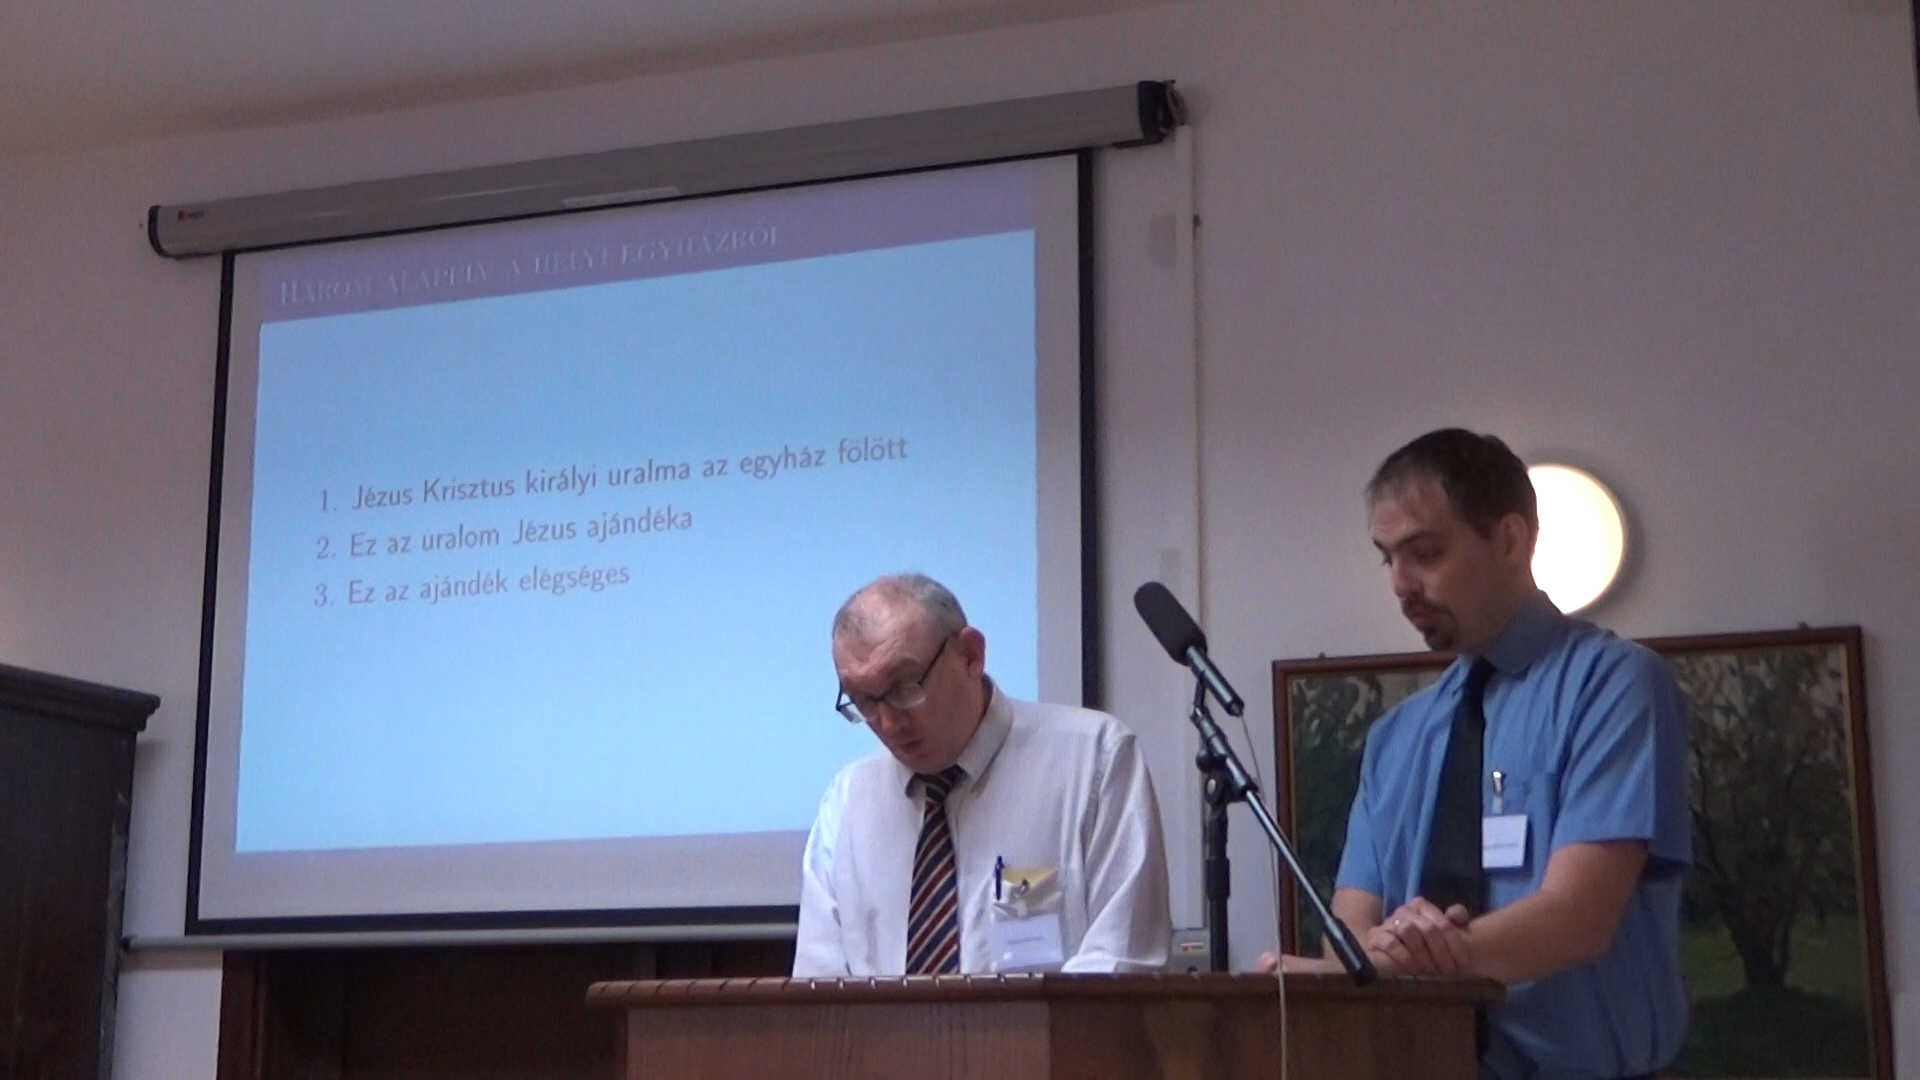 HÁROM ALAPELV A HELYI EGYHÁZRÓL
1. Jézus Krisztus királyi uralma az egyház fölött
2. Ez az uralom Jézus ajándéka
3. Ez az ajándék elégséges